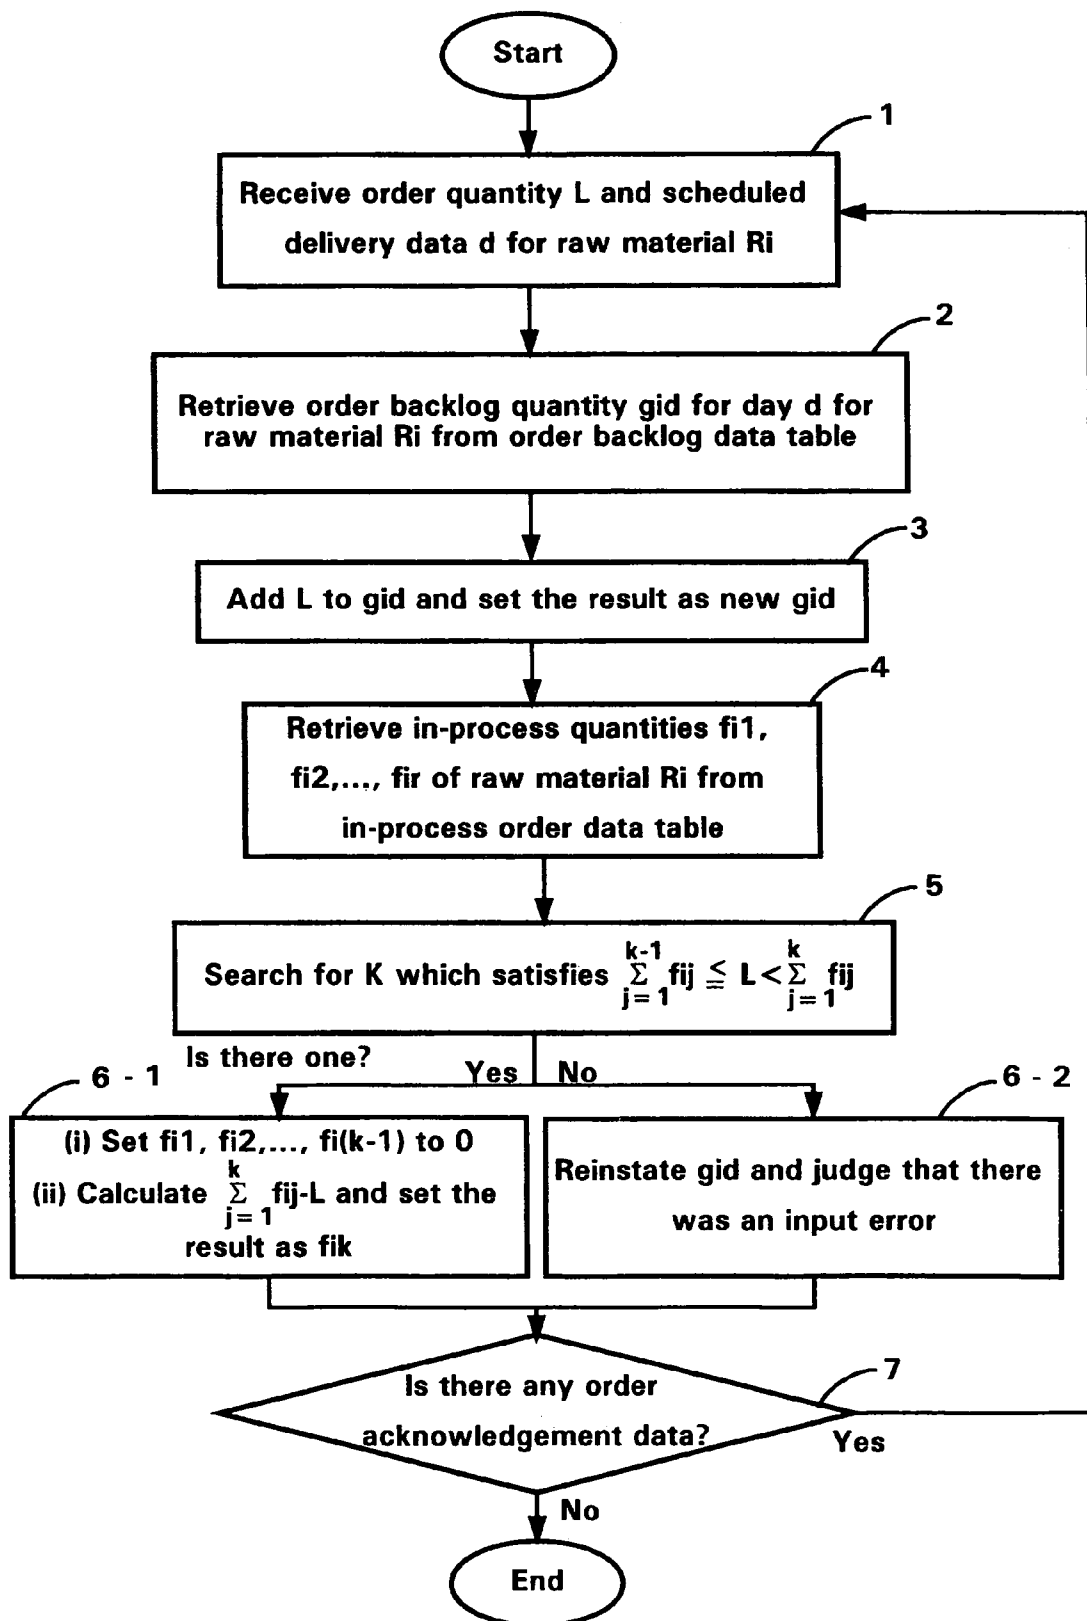 Start
1
Receive order quantity L and scheduled
delivery data d for raw material Ri
2
Retrieve order backlog quantity gid for day d for
raw material Ri from order backlog data table
3
Add L to gid and set the result as new gid
4
Retrieve in-process quantities fi1,
fi2,..., fir of raw material Ri from
in-process order data table
5
Search for K which satisfies k-1 Σ j=1 fij ≦ L < k Σ j=1 fij
Is there one?
Yes No
6 - 1
(i) Set fi1, fi2,..., fi(k-1) to 0
(ii) Calculate k Σ j=1 fij-L and set the
result as fik
6 - 2
Reinstate gid and judge that there
was an input error
7
Is there any order
acknowledgement data?
Yes
No
End